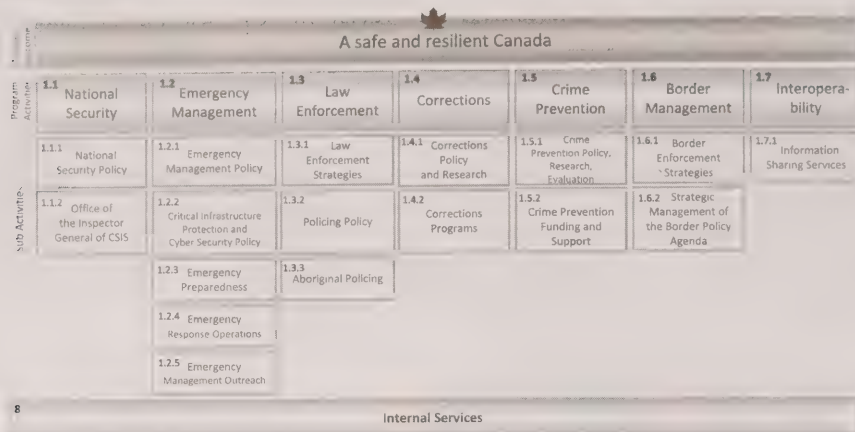 A safe and resilient Canada
Program
Activities
1.1
National
Security
1.2
Emergency
Management
1.3
Law
Enforcement
1.4
Corrections
1.5
Crime
Prevention
1.6
Border
Management
1.7
Interopera-
bility
Sub Activities
1.1.1
National
Security Policy
1.2.1
Emergency
Management Policy
1.3.1 Law
Enforcement
Strategies
1.4.1 Corrections
Policy
and Research
1.5.1 Crime
Prevention Policy,
Research,
Evaluation
1.6.1 Border
Enforcement
Strategies
1.7.1
Information
Sharing Services
1.1.2
Office of
the Inspector
General of CSIS
1.2.2
Critical Infrastructure
Protection and
Cyber Security Policy
1.3.2
Policing Policy
1.4.2
Corrections
Programs
1.5.2
Crime Prevention
Funding and
Support
1.6.2 Strategic
Management of
the Border Policy
Agenda
1.2.3 Emergency
Preparedness
1.3.3
Aboriginal Policing
1.2.4 Emergency
Response Operations
1.2.5 Emergency
Management Outreach
8
Internal Services